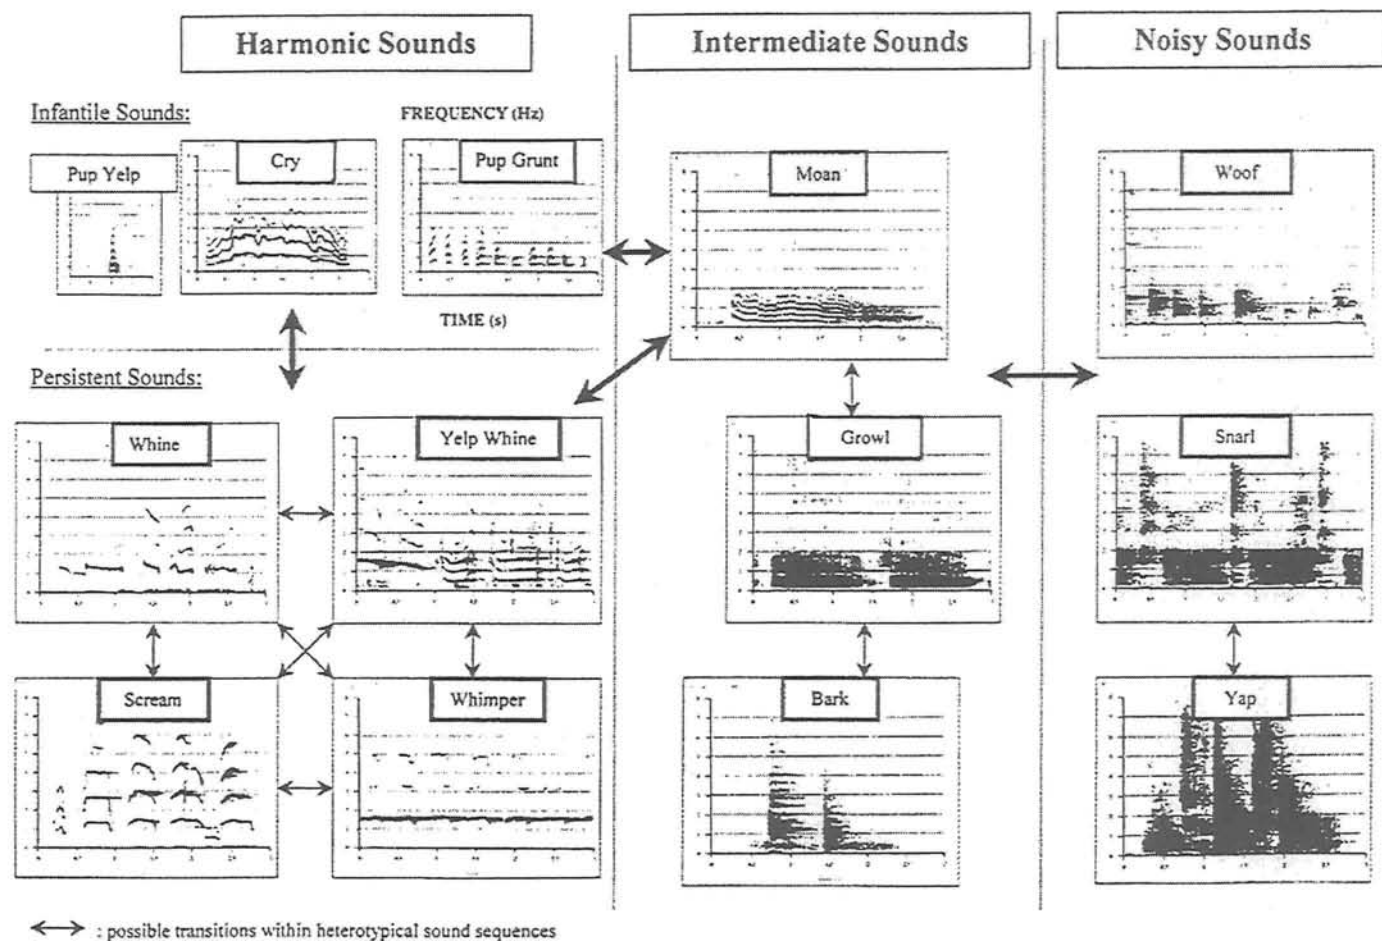 Harmonic Sounds
Intermediate Sounds
Noisy Sounds
Infantile Sounds:
FREQUENCY (Hz)
Pup Yelp
Cry
Pup Grunt
Moan
Woof
TIME (s)
Persistent Sounds:
Whine
Yelp Whine
Growl
Snarl
Scream
Whimper
Bark
Yap
: possible transitions within heterotypical sound sequences